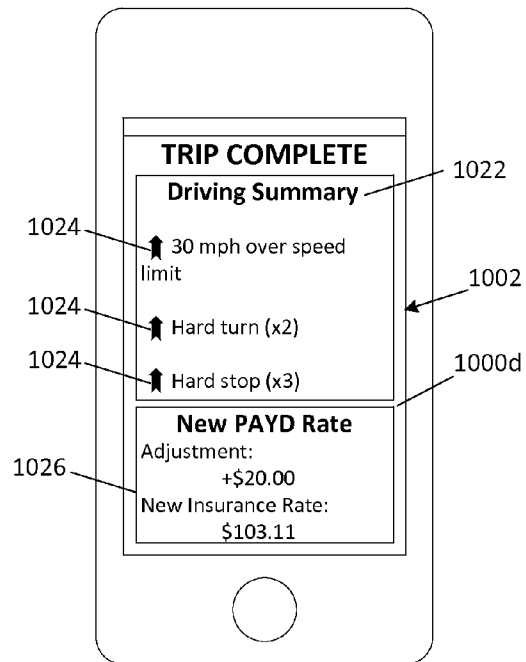 TRIP COMPLETE
Driving Summary
1022
1024
30 mph over speed
limit
1002
1024
Hard turn (x2)
1024
Hard stop (x3)
1000d
New PAYD Rate
Adjustment:
1026
+$20.00
New Insurance Rate:
$103.11